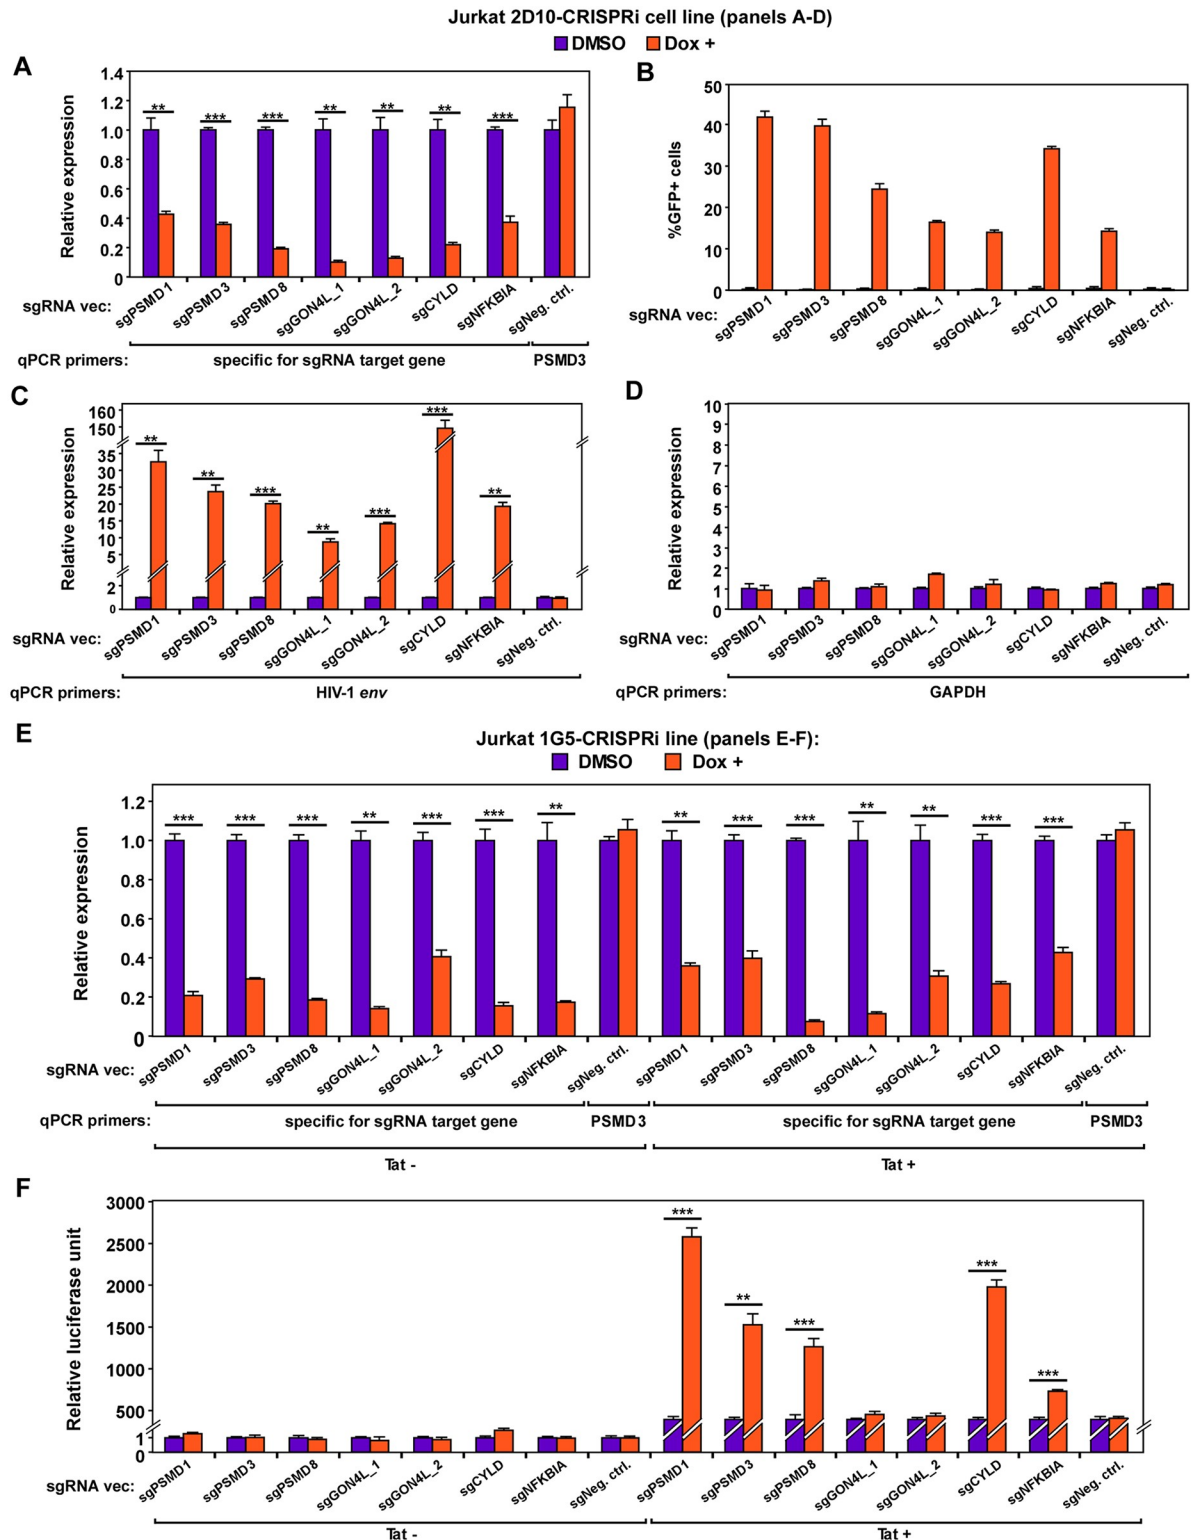 Jurkat 2D10-CRISPRi cell line (panels A-D)
DMSO Dox +
A
Relative expression
1.4
1.2
1.0
0.8
0.6
0.4
0.2
0
** *** *** ** ** ** ***
sgRNA vec: sgPSMD1 sgPSMD3 sgPSMD8 sgGON4L_1 sgGON4L_2 sgCYLD sgNFKBIA sgNeg. ctrl.
qPCR primers: specific for sgRNA target gene PSMD3
B
%GFP+ cells
50
40
30
20
10
0
sgRNA vec: sgPSMD1 sgPSMD3 sgPSMD8 sgGON4L_1 sgGON4L_2 sgCYLD sgNFKBIA sgNeg. ctrl.
C
Relative expression
160
150
35
30
25
20
15
10
5
2
0
** ** *** ** *** *** **
sgRNA vec: sgPSMD1 sgPSMD3 sgPSMD8 sgGON4L_1 sgGON4L_2 sgCYLD sgNFKBIA sgNeg. ctrl.
qPCR primers: HIV-1 env
D
Relative expression
10
9
8
7
6
5
4
3
2
1
0
sgRNA vec: sgPSMD1 sgPSMD3 sgPSMD8 sgGON4L_1 sgGON4L_2 sgCYLD sgNFKBIA sgNeg. ctrl.
qPCR primers: GAPDH
E
Jurkat 1G5-CRISPRi line (panels E-F):
DMSO Dox +
Relative expression
1.2
1.0
0.8
0.6
0.4
0.2
0
*** *** *** ** *** *** ** ** *** *** ** ** *** ***
sgRNA vec: sgPSMD1 sgPSMD3 sgPSMD8 sgGON4L_1 sgGON4L_2 sgCYLD sgNFKBIA sgNeg. ctrl. sgPSMD1 sgPSMD3 sgPSMD8 sgGON4L_1 sgGON4L_2 sgCYLD sgNFKBIA sgNeg. ctrl.
qPCR primers: specific for sgRNA target gene PSMD3 specific for sgRNA target gene PSMD3
Tat - Tat +
F
Relative luciferase unit
3000
2500
2000
1500
1000
500
1
0
*** ** *** *** ***
sgRNA vec: sgPSMD1 sgPSMD3 sgPSMD8 sgGON4L_1 sgGON4L_2 sgCYLD sgNFKBIA sgNeg. ctrl. sgPSMD1 sgPSMD3 sgPSMD8 sgGON4L_1 sgGON4L_2 sgCYLD sgNFKBIA sgNeg. ctrl.
Tat - Tat +